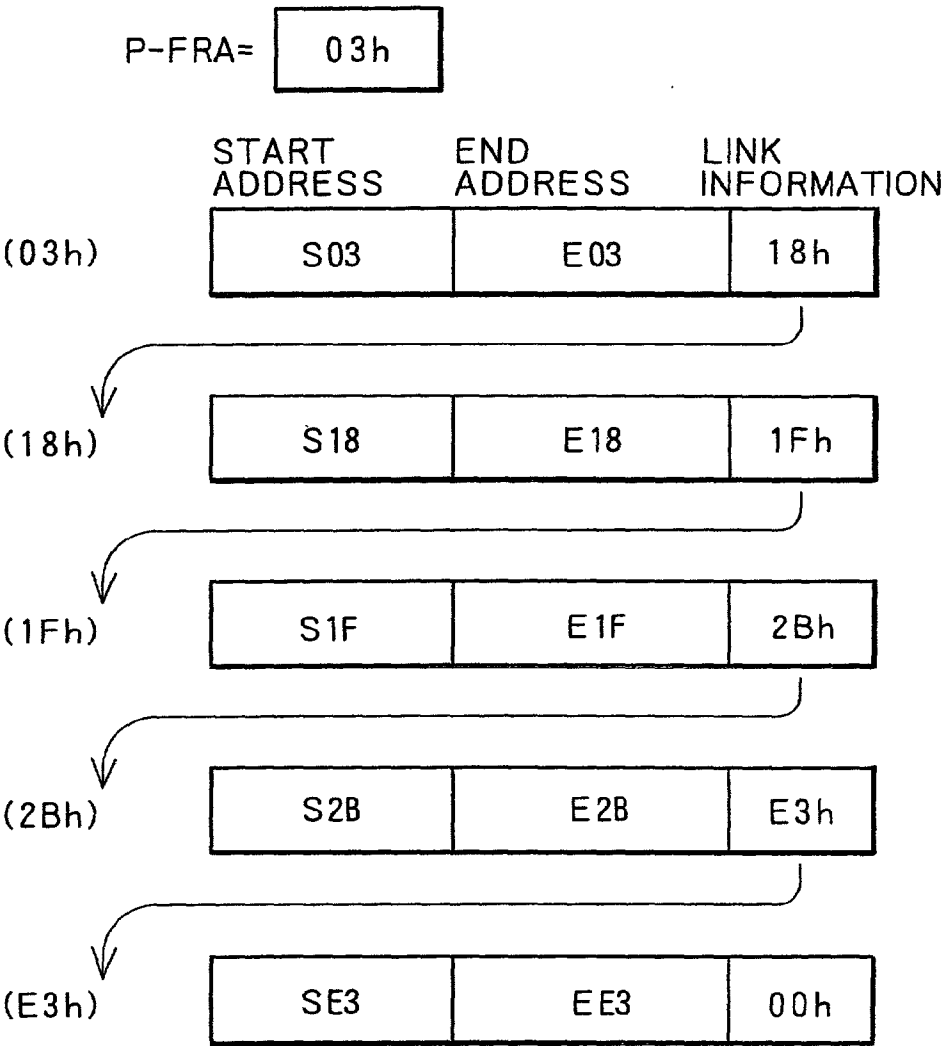 P-FRA= 03h
START ADDRESS END ADDRESS LINK INFORMATION
(03h) S03 E03 18h
(18h) S18 E18 1Fh
(1Fh) S1F E1F 2Bh
(2Bh) S2B E2B E3h
(E3h) SE3 EE3 00h